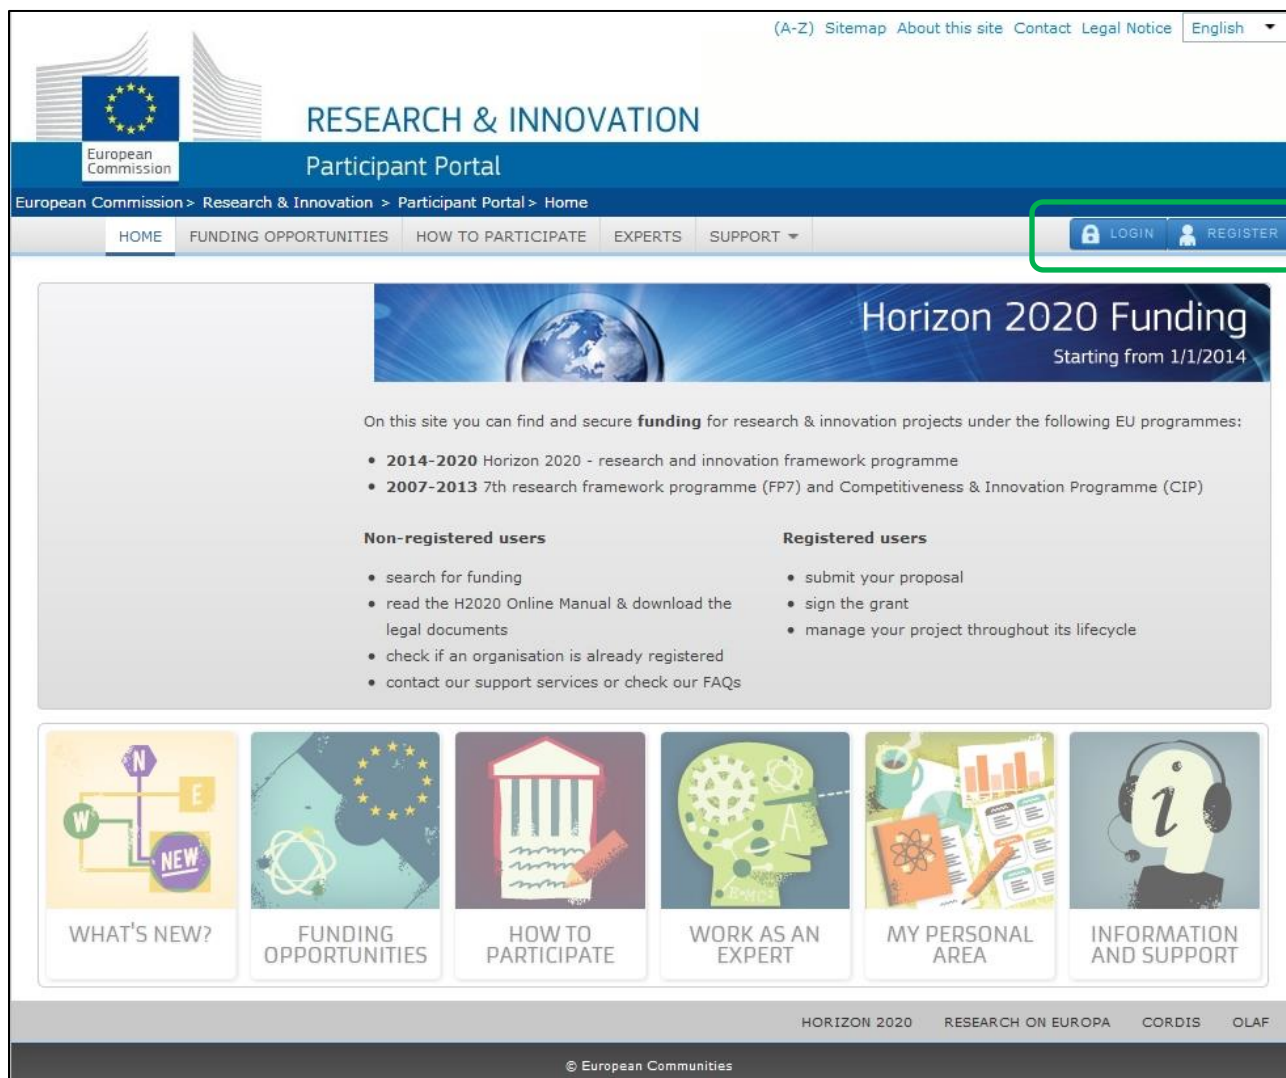 (A-Z) Sitemap About this site Contact Legal Notice English
RESEARCH & INNOVATION
European
Commission
Participant Portal
European Commission > Research & Innovation > Participant Portal > Home
HOME FUNDING OPPORTUNITIES HOW TO PARTICIPATE EXPERTS SUPPORT LOGIN REGISTER
Horizon 2020 Funding
Starting from 1/1/2014
On this site you can find and secure funding for research & innovation projects under the following EU programmes:
• 2014-2020 Horizon 2020 - research and innovation framework programme
• 2007-2013 7th research framework programme (FP7) and Competitiveness & Innovation Programme (CIP)
Non-registered users
• search for funding
• read the H2020 Online Manual & download the
legal documents
• check if an organisation is already registered
• contact our support services or check our FAQs
Registered users
• submit your proposal
• sign the grant
• manage your project throughout its lifecycle
N
E
W
NEW
A
E=MC²
i
WHAT'S NEW?
FUNDING
OPPORTUNITIES
HOW TO
PARTICIPATE
WORK AS AN
EXPERT
MY PERSONAL
AREA
INFORMATION
AND SUPPORT
HORIZON 2020 RESEARCH ON EUROPA CORDIS OLAF
© European Communities